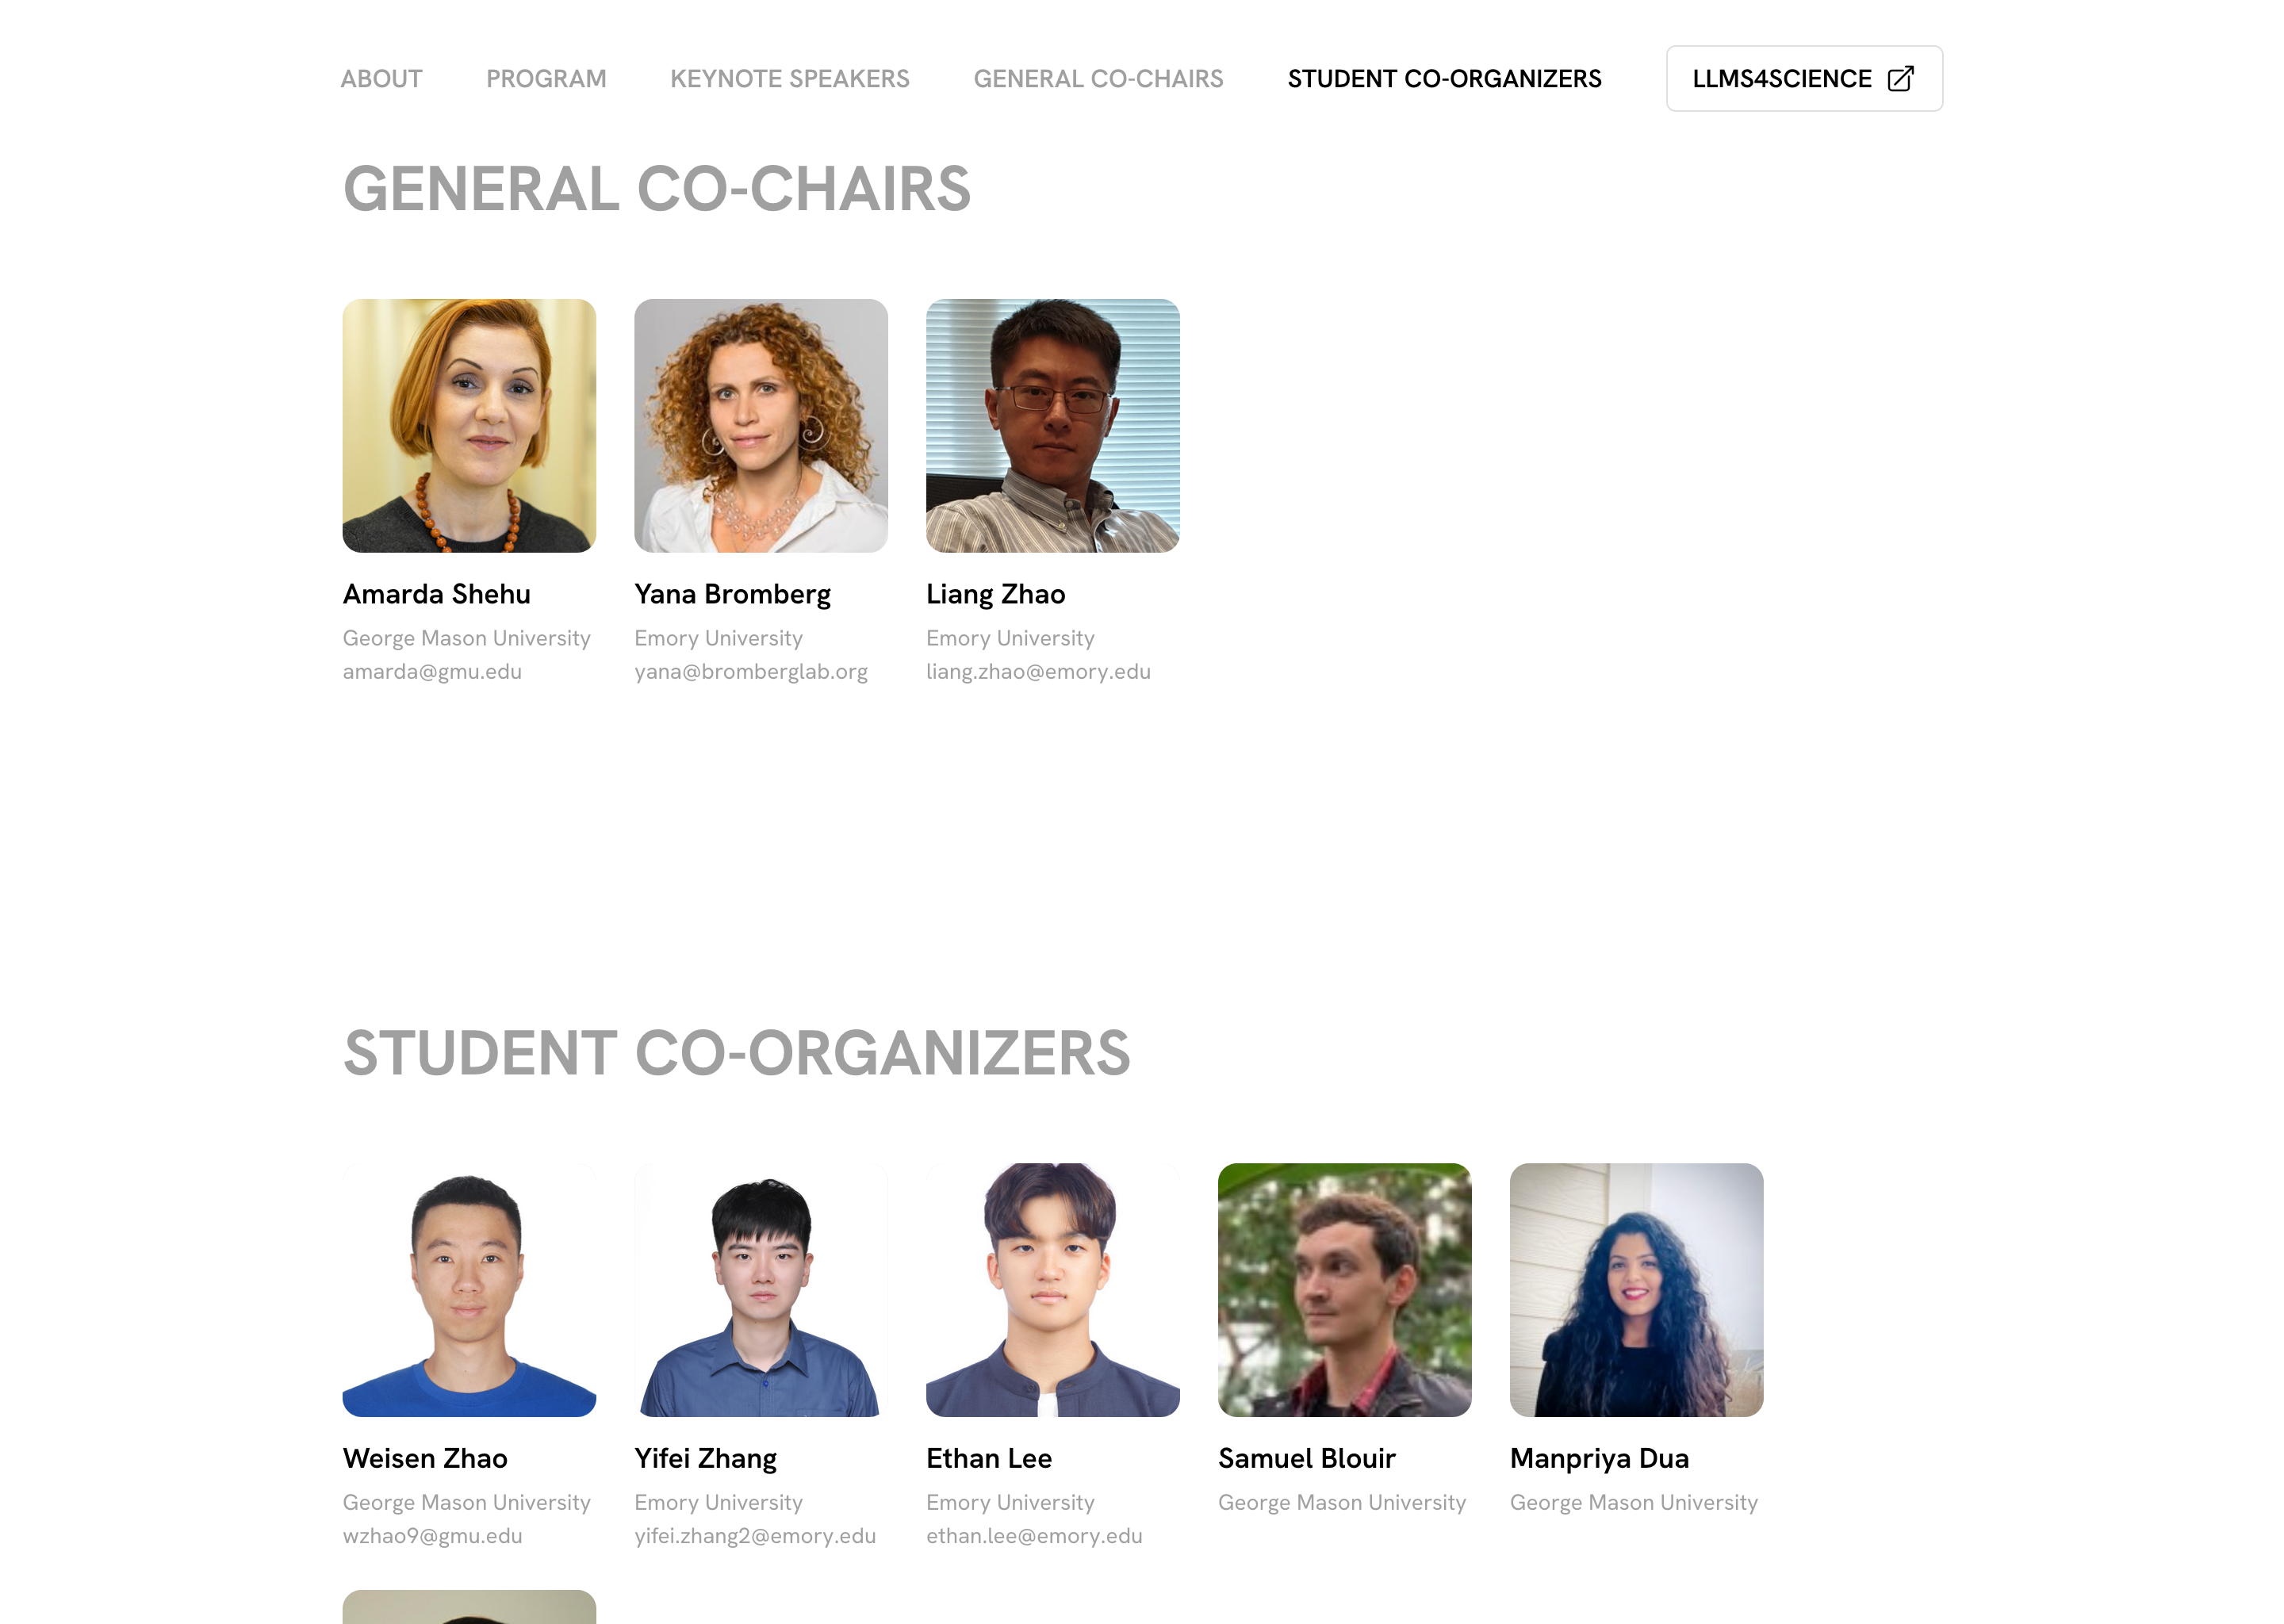 ABOUT PROGRAM KEYNOTE SPEAKERS GENERAL CO-CHAIRS STUDENT CO-ORGANIZERS LLMS4SCIENCE
GENERAL CO-CHAIRS
Amarda Shehu
George Mason University
amarda@gmu.edu
Yana Bromberg
Emory University
yana@bromberglab.org
Liang Zhao
Emory University
liang.zhao@emory.edu
STUDENT CO-ORGANIZERS
Weisen Zhao
George Mason University
wzhao9@gmu.edu
Yifei Zhang
Emory University
yifei.zhang2@emory.edu
Ethan Lee
Emory University
ethan.lee@emory.edu
Samuel Blouir
George Mason University
Manpriya Dua
George Mason University